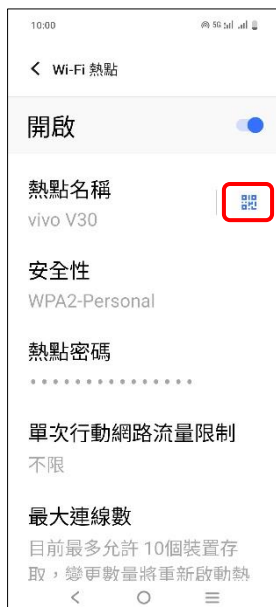 10:00
5G
Wi-Fi 熱點
開啟
熱點名稱
vivo V30
安全性
WPA2-Personal
熱點密碼
單次行動網路流量限制
不限
最大連線數
目前最多允許 10個裝置存
取,變更數量將重新啟動熱